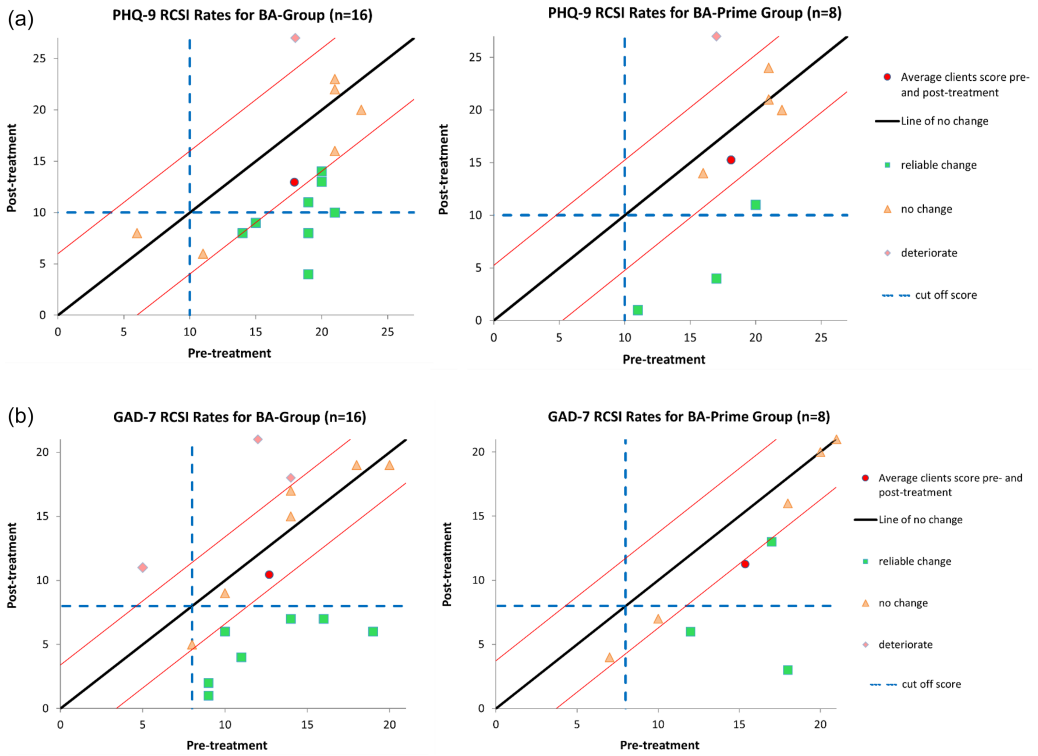 (a)
PHQ-9 RCSI Rates for BA-Group (n=16)
Post-treatment
25
20
15
10
5
0
0
5
10
15
20
25
Pre-treatment
PHQ-9 RCSI Rates for BA-Prime Group (n=8)
Post-treatment
25
20
15
10
5
0
0
5
10
15
20
25
Pre-treatment
Average clients score pre-
and post-treatment
Line of no change
reliable change
no change
deteriorate
cut off score
(b)
GAD-7 RCSI Rates for BA-Group (n=16)
Post-treatment
20
15
10
5
0
0
5
10
15
20
Pre-treatment
GAD-7 RCSI Rates for BA-Prime Group (n=8)
Post-treatment
20
15
10
5
0
0
5
10
15
20
Pre-treatment
Average clients score pre- and
post-treatment
Line of no change
reliable change
no change
deteriorate
cut off score